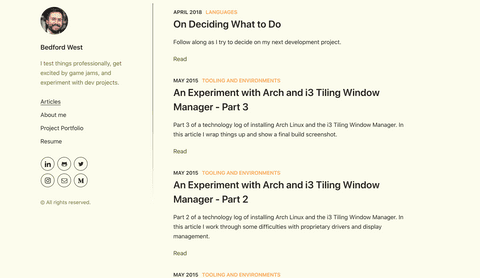 Bedford West
I test things professionally, get
excited by game jams, and
experiment with dev projects.
Articles
About me
Project Portfolio
Resume
© All rights reserved.
APRIL 2018 LANGUAGES
On Deciding What to Do
Follow along as I try to decide on my next development project.
Read
MAY 2015 TOOLING AND ENVIRONMENTS
An Experiment with Arch and i3 Tiling Window
Manager - Part 3
Part 3 of a technology log of installing Arch Linux and the i3 Tiling Window Manager. In
this article I wrap things up and show a final build screenshot.
Read
MAY 2015 TOOLING AND ENVIRONMENTS
An Experiment with Arch and i3 Tiling Window
Manager - Part 2
Part 2 of a technology log of installing Arch Linux and the i3 Tiling Window Manager. In
this article I work through some difficulties with proprietary drivers and display
management.
Read
MAY 2015 TOOLING AND ENVIRONMENTS